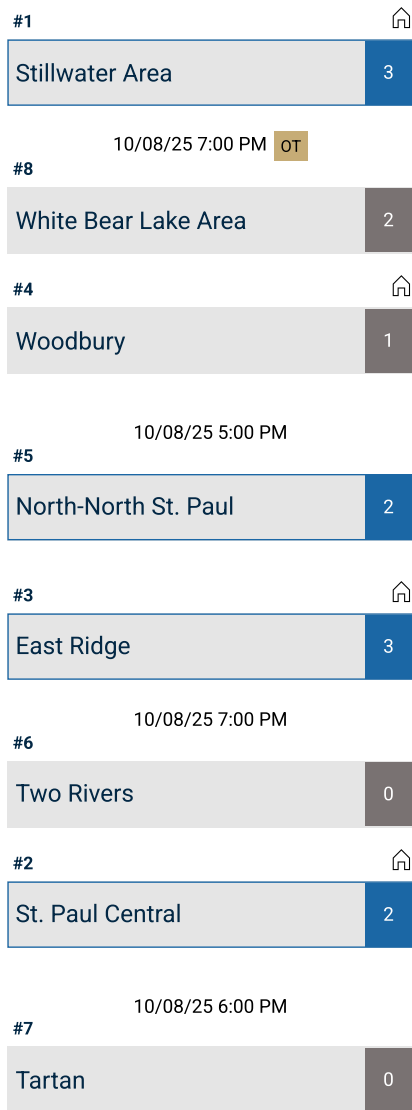 #1
Stillwater Area 3
10/08/25 7:00 PM OT
#8
White Bear Lake Area 2
#4
Woodbury 1
10/08/25 5:00 PM
#5
North-North St. Paul 2
#3
East Ridge 3
10/08/25 7:00 PM
#6
Two Rivers 0
#2
St. Paul Central 2
10/08/25 6:00 PM
#7
Tartan 0